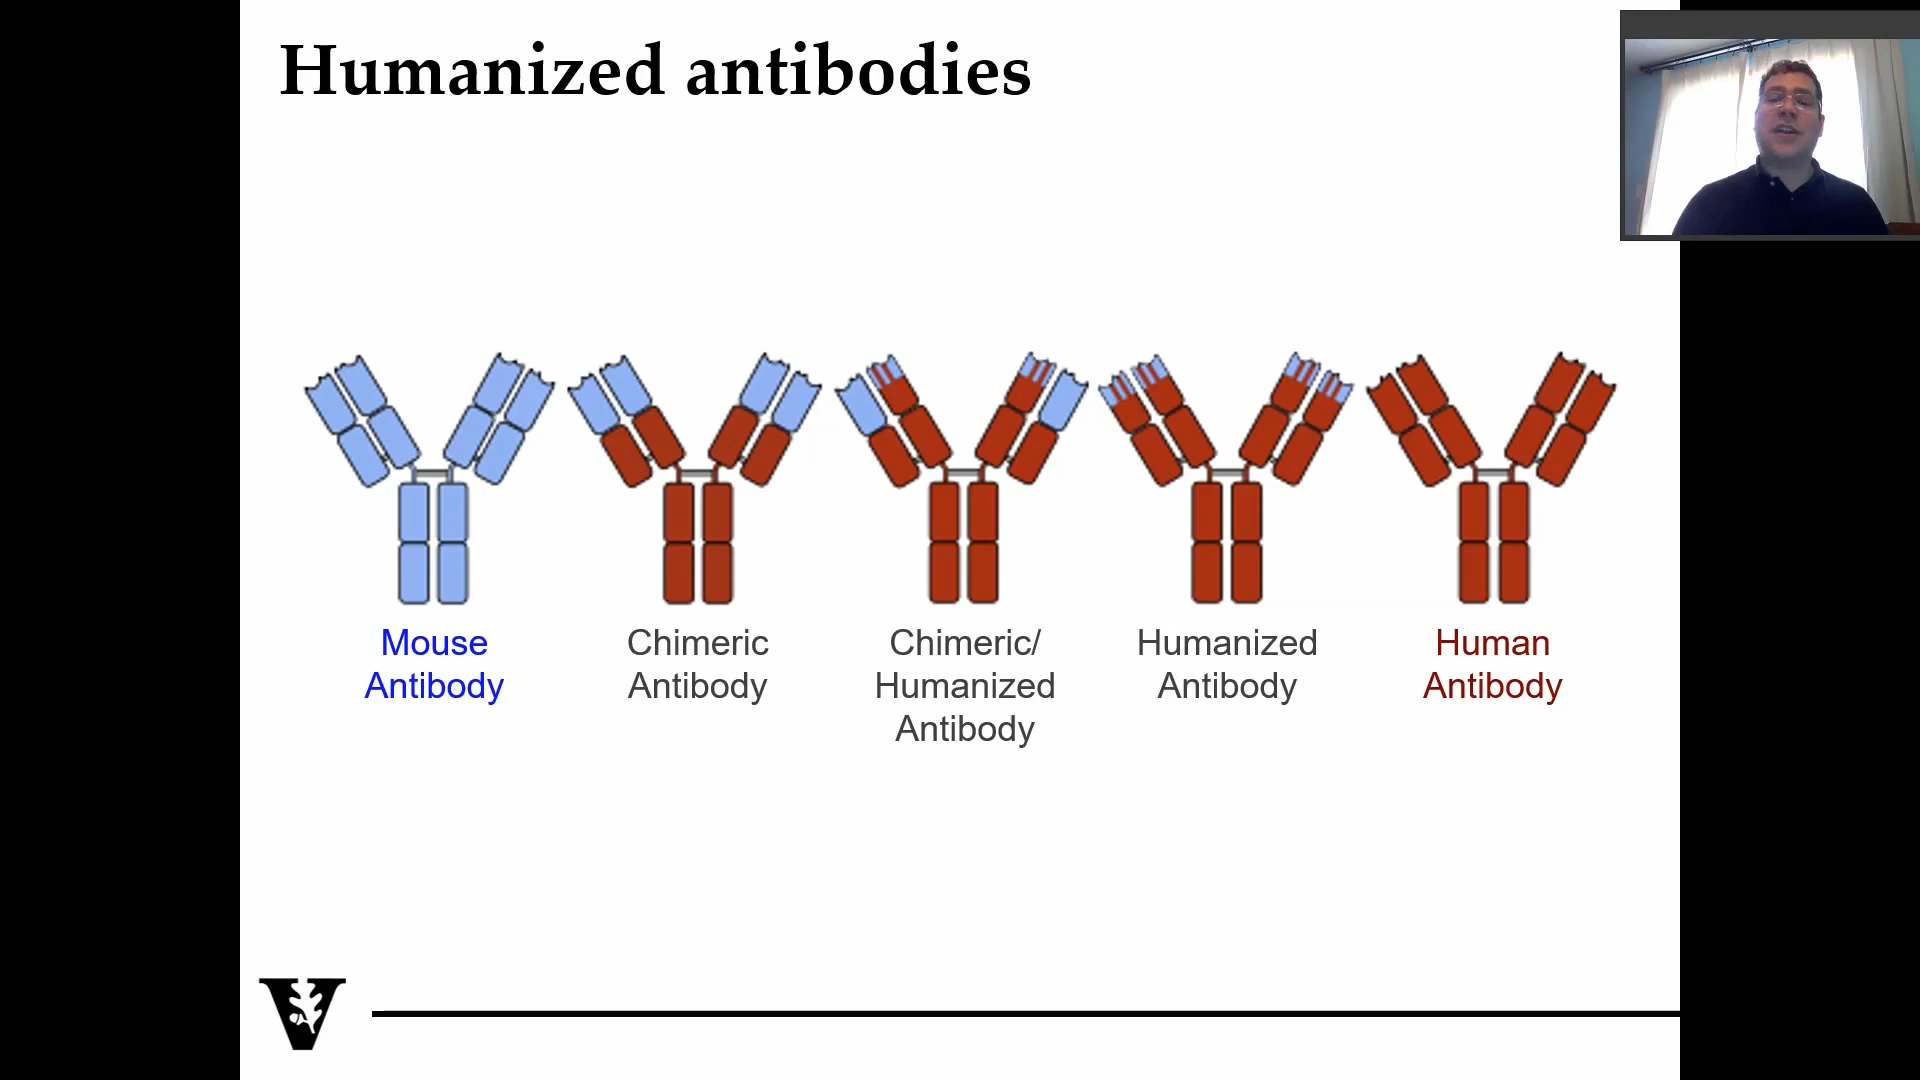 Humanized antibodies
Mouse
Antibody
Chimeric
Antibody
Chimeric/
Humanized
Antibody
Humanized
Antibody
Human
Antibody